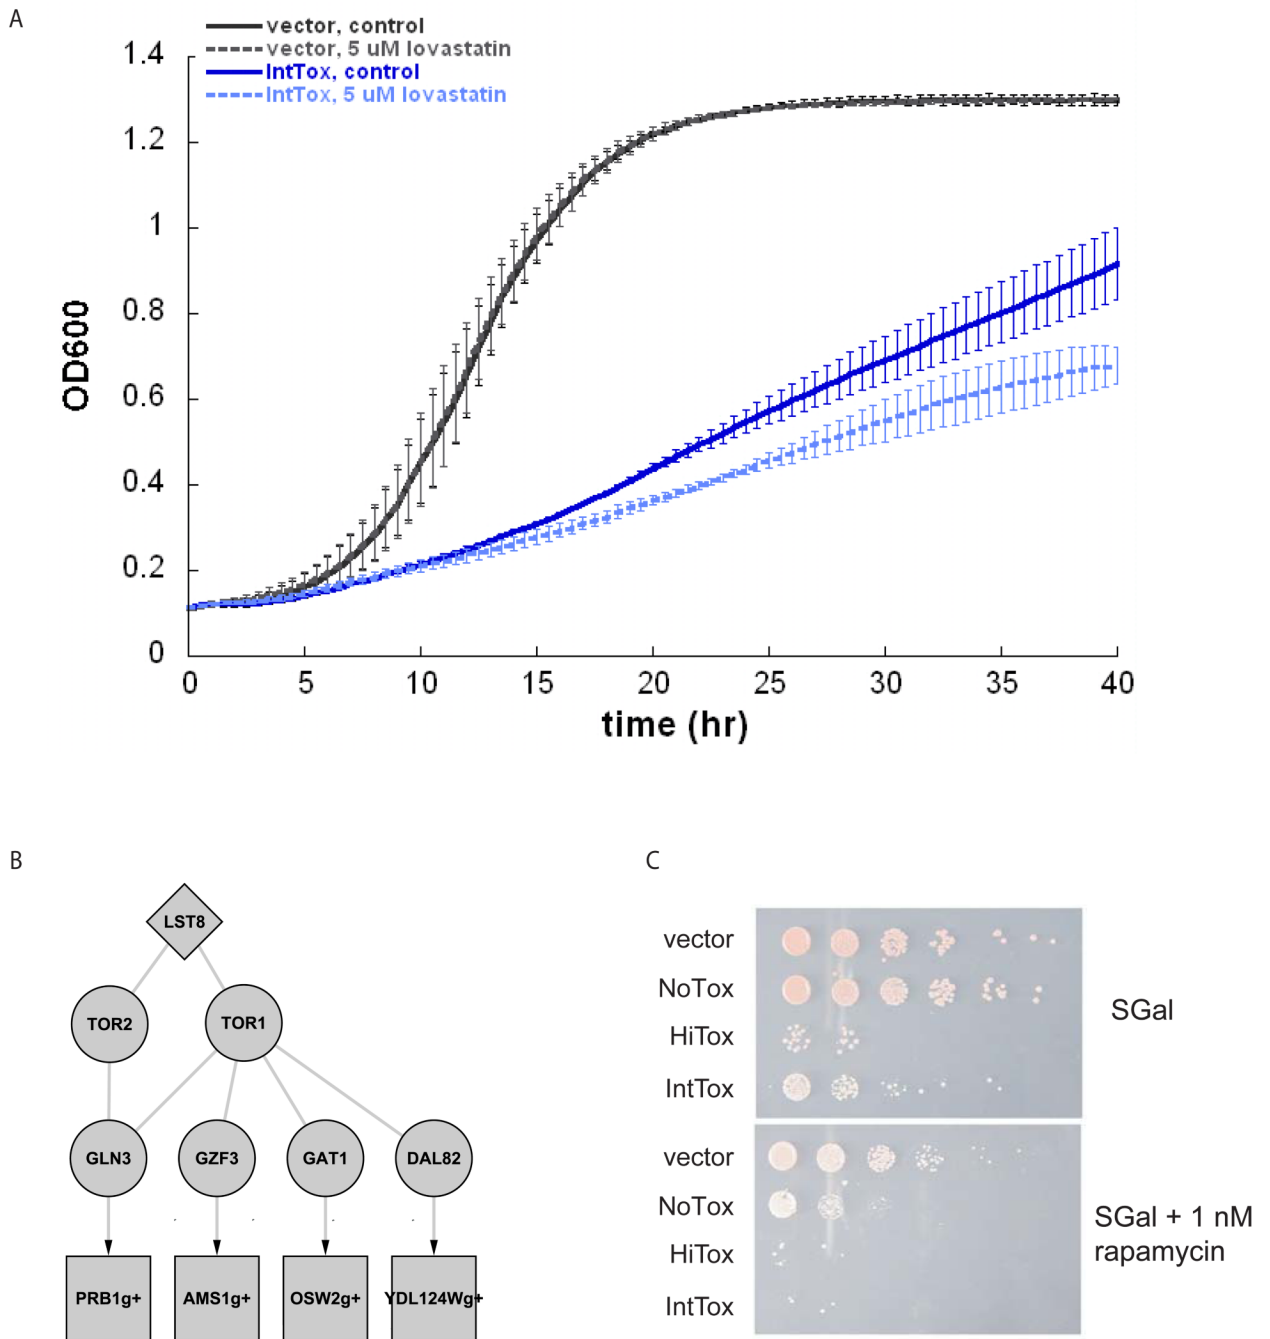 A
vector, control
vector, 5 uM lovastatin
IntTox, control
IntTox, 5 uM lovastatin
1.4
1.2
1
0.8
0.6
0.4
0.2
0
OD600
0 5 10 15 20 25 30 35 40
time (hr)
B
LST8
TOR2 TOR1
GLN3 GZF3 GAT1 DAL82
PRB1g+ AMS1g+ OSW2g+ YDL124Wg+
C
vector
NoTox
HiTox
IntTox
SGal
vector
NoTox
HiTox
IntTox
SGal + 1 nM
rapamycin